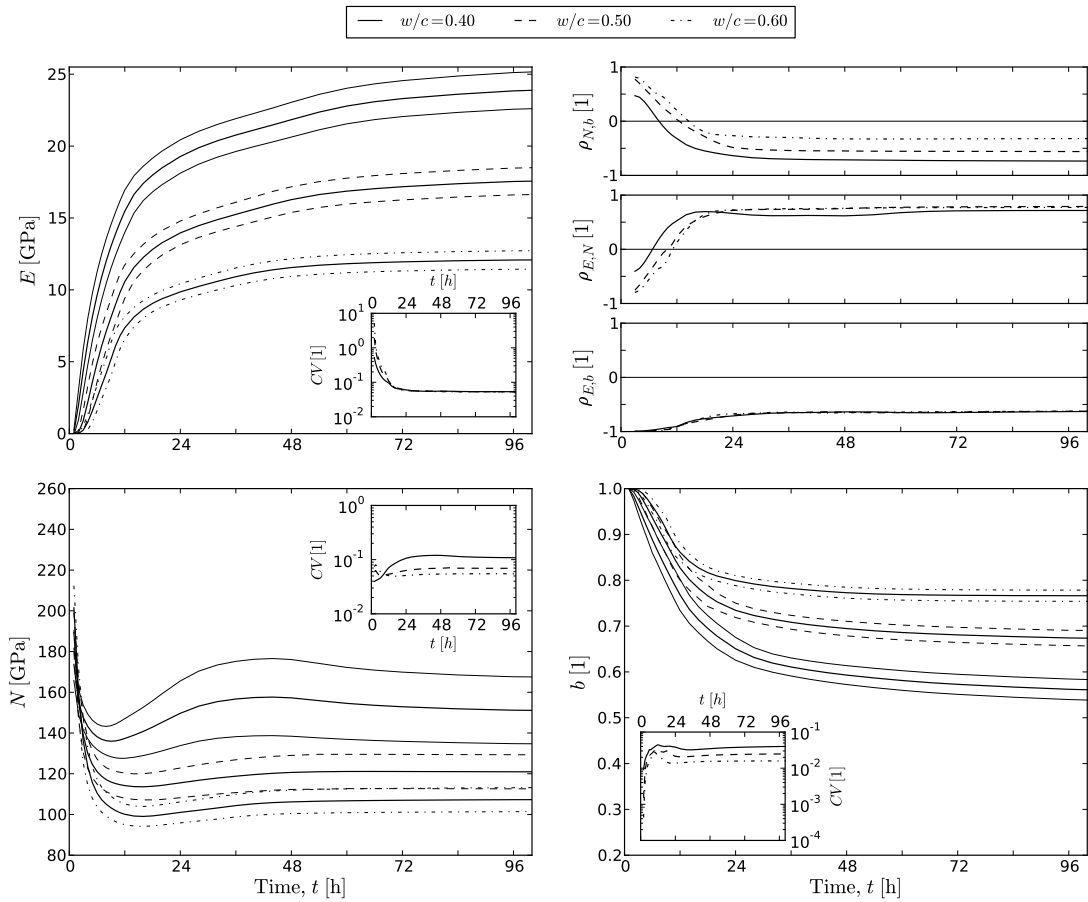 w/c=0.40 w/c=0.50 w/c=0.60
25
20
15
10
5
0
E [GPa]
0 24 48 72 96
t [h]
0 24 48 72 96
10^1
10^0
10^-1
10^-2
CV [1]
1
0
-1
ρ_{N,b} [1]
1
0
-1
ρ_{E,N} [1]
1
0
-1
ρ_{E,b} [1]
0 24 48 72 96
260
240
220
200
180
160
140
120
100
80
N [GPa]
10^0
10^-1
10^-2
CV [1]
0 24 48 72 96
t [h]
0 24 48 72 96
Time, t [h]
1.0
0.9
0.8
0.7
0.6
0.5
0.4
0.3
0.2
b [1]
t [h]
0 24 48 72 96
10^-1
10^-2
10^-3
10^-4
CV [1]
0 24 48 72 96
Time, t [h]